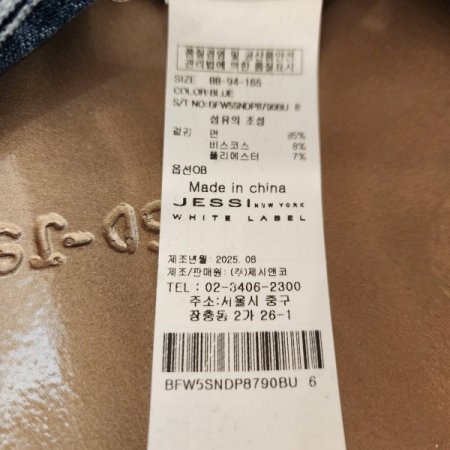 품질경영 및 공산품안전
관리법에 의한 품질표시
SIZE 88-94-165
COLOR:BLUE
S/T NO:BFW5SNDP8790BU 6
섬유의 조성
겉감 면 85%
비스코스 8%
폴리에스터 7%
옵션OB
Made in china
JESSI NEW YORK
WHITE LABEL
제조년월: 2025. 08
제조/판매원: (주)제시앤코
TEL : 02-3406-2300
주소:서울시 중구
장충동 2가 26-1
BFW5SNDP8790BU 6